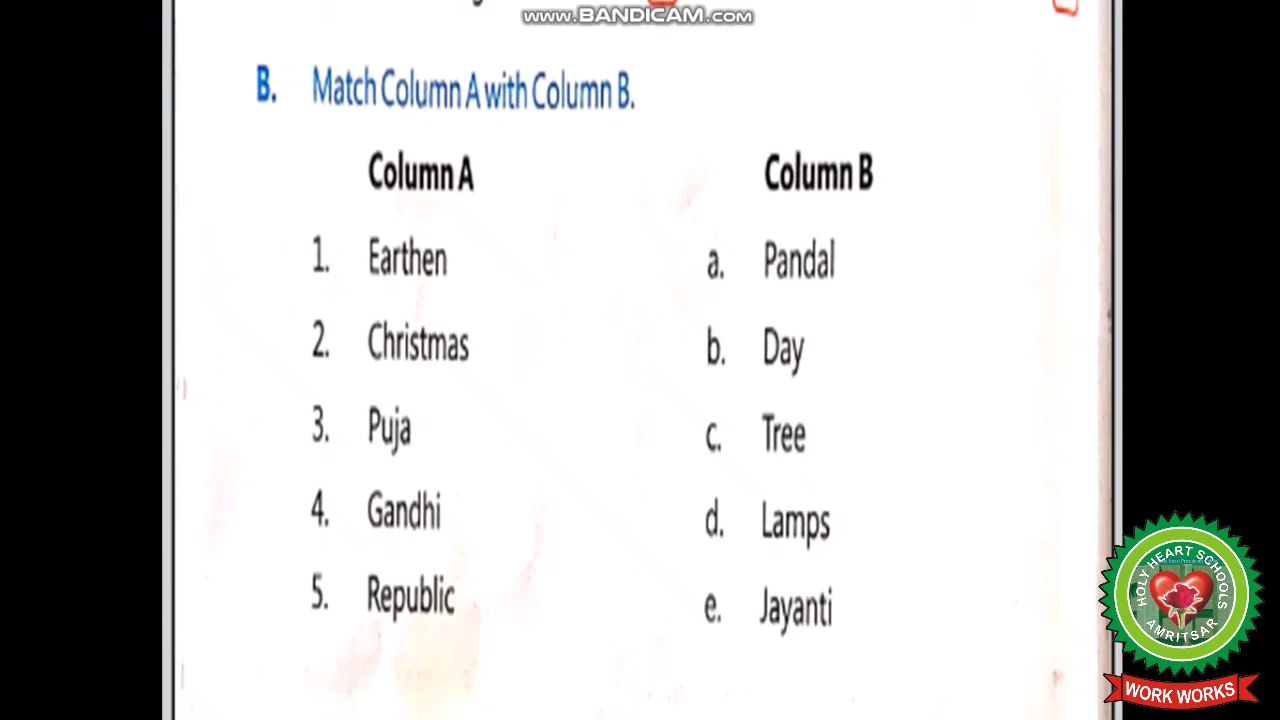 www.BANDICAM.com
B. Match Column A with Column B.
Column A Column B
1. Earthen a. Pandal
2. Christmas b. Day
3. Puja c. Tree
4. Gandhi d. Lamps
5. Republic e. Jayanti
HOLY HEART SCHOOLS
AMRITSAR
WORK WORKS